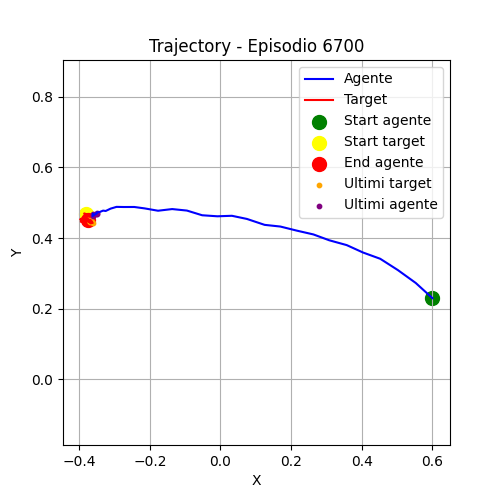 Trajectory - Episodio 6700
Agente
Target
Start agente
Start target
End agente
Ultimi target
Ultimi agente
Y
0.8
0.6
0.4
0.2
0.0
−0.4
−0.2
0.0
0.2
0.4
0.6
X